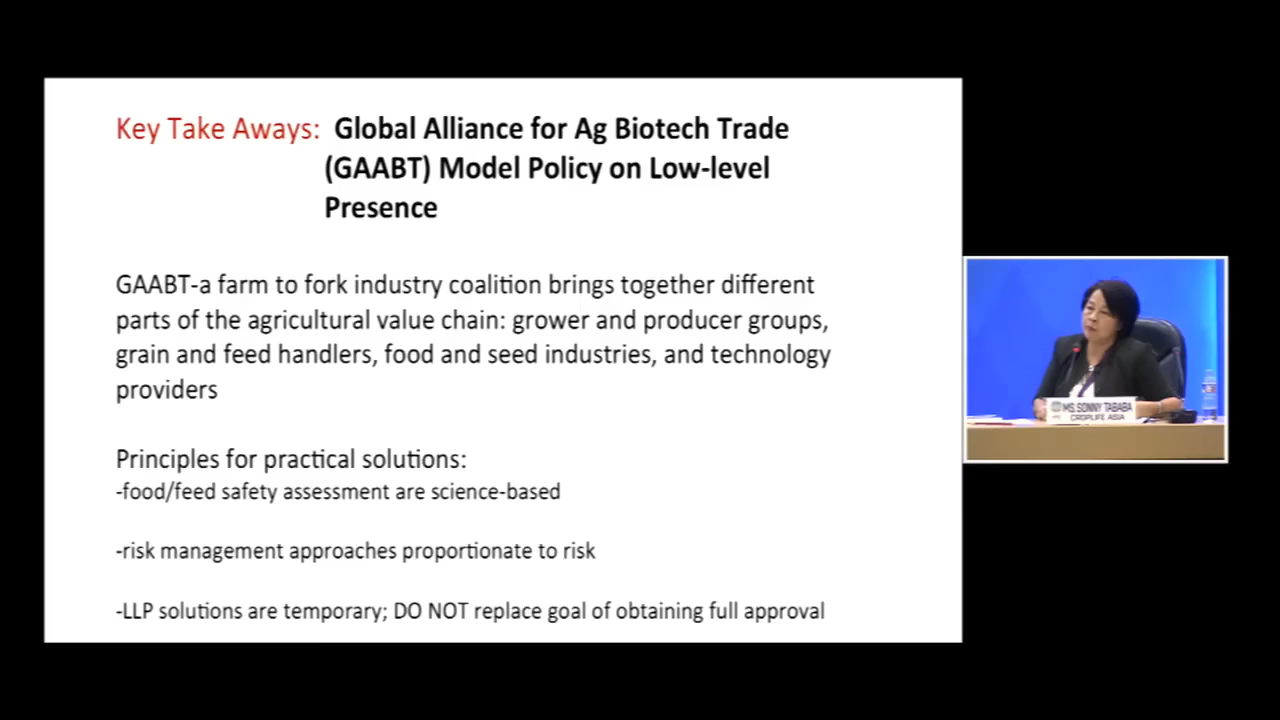 Key Take Aways: Global Alliance for Ag Biotech Trade
(GAABT) Model Policy on Low-level
Presence
GAABT-a farm to fork industry coalition brings together different
parts of the agricultural value chain: grower and producer groups,
grain and feed handlers, food and seed industries, and technology
providers
Principles for practical solutions:
-food/feed safety assessment are science-based
-risk management approaches proportionate to risk
-LLP solutions are temporary; DO NOT replace goal of obtaining full approval
MS. SONNY TABABA
CROPLIFE ASIA